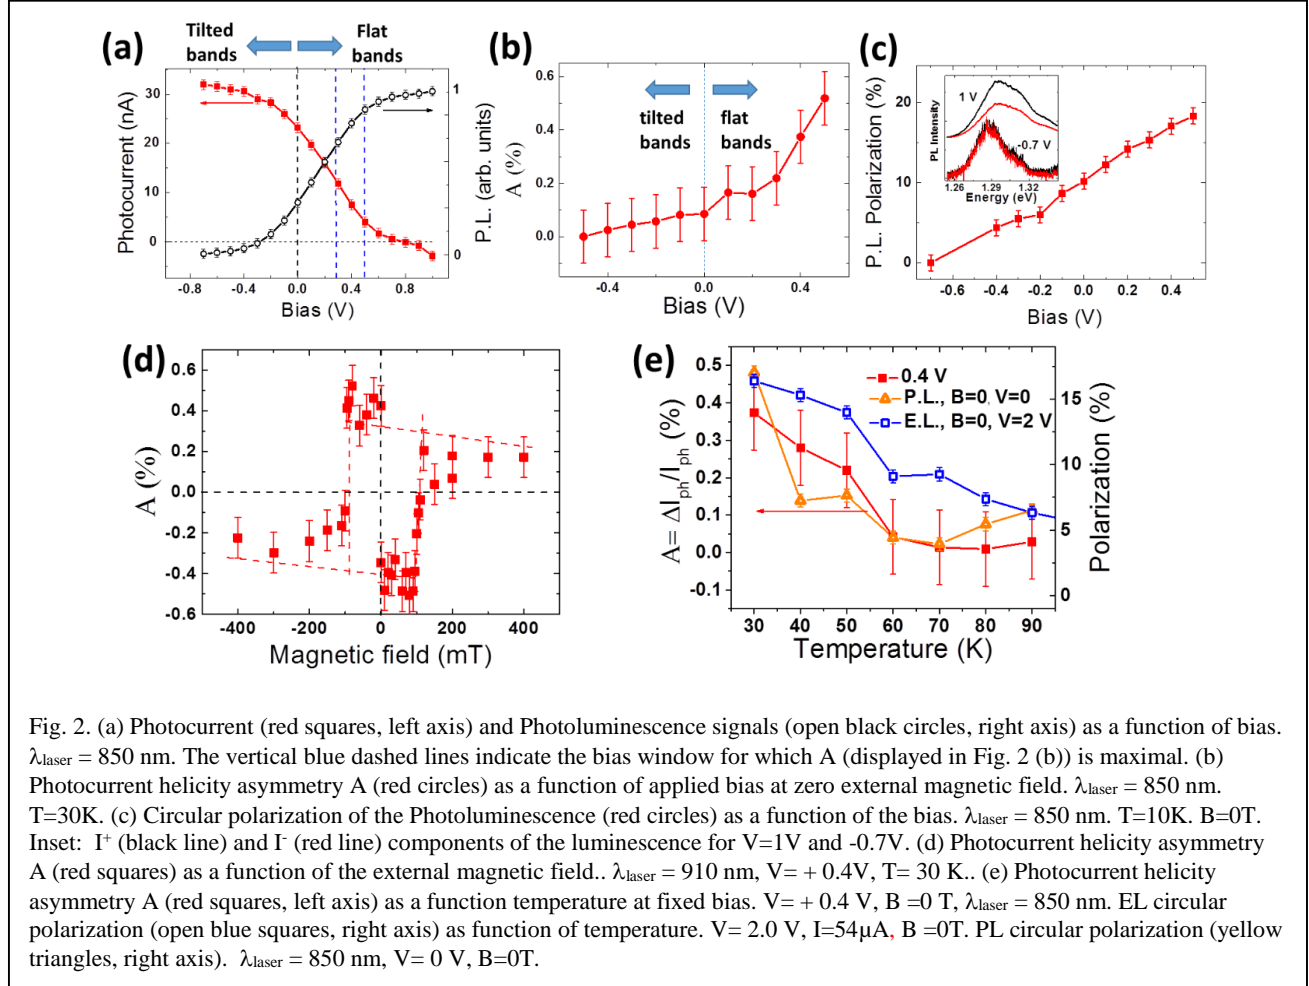 (a)
Tilted bands
Flat bands
Photocurrent (nA)
30
20
10
0
1
0
P.L. (arb. units)
-0.8
-0.4
0.0
0.4
0.8
Bias (V)
(b)
0.6
0.4
0.2
0.0
A (%)
tilted bands
flat bands
-0.4
-0.2
0.0
0.2
0.4
Bias (V)
(c)
P.L. Polarization (%)
20
10
0
PL Intensity
1 V
-0.7 V
1.26
1.29
1.32
Energy (eV)
-0.6
-0.4
-0.2
0.0
0.2
0.4
Bias (V)
(d)
0.6
0.4
0.2
0.0
-0.2
-0.4
-0.6
A (%)
-400
-200
0
200
400
Magnetic field (mT)
(e)
0.5
0.4
0.3
0.2
0.1
0.0
-0.1
A= ΔIph/Iph (%)
0.4 V
P.L., B=0, V=0
E.L., B=0, V=2 V
15
10
5
0
Polarization (%)
30
40
50
60
70
80
90
Temperature (K)
Fig. 2. (a) Photocurrent (red squares, left axis) and Photoluminescence signals (open black circles, right axis) as a function of bias.
λlaser = 850 nm. The vertical blue dashed lines indicate the bias window for which A (displayed in Fig. 2 (b)) is maximal. (b)
Photocurrent helicity asymmetry A (red circles) as a function of applied bias at zero external magnetic field. λlaser = 850 nm.
T=30K. (c) Circular polarization of the Photoluminescence (red circles) as a function of the bias. λlaser = 850 nm. T=10K. B=0T.
Inset: I+ (black line) and I- (red line) components of the luminescence for V=1V and -0.7V. (d) Photocurrent helicity asymmetry
A (red squares) as a function of the external magnetic field.. λlaser = 910 nm, V= + 0.4V, T= 30 K.. (e) Photocurrent helicity
asymmetry A (red squares, left axis) as a function temperature at fixed bias. V= + 0.4 V, B =0 T, λlaser = 850 nm. EL circular
polarization (open blue squares, right axis) as function of temperature. V= 2.0 V, I=54µA, B =0T. PL circular polarization (yellow
triangles, right axis). λlaser = 850 nm, V= 0 V, B=0T.